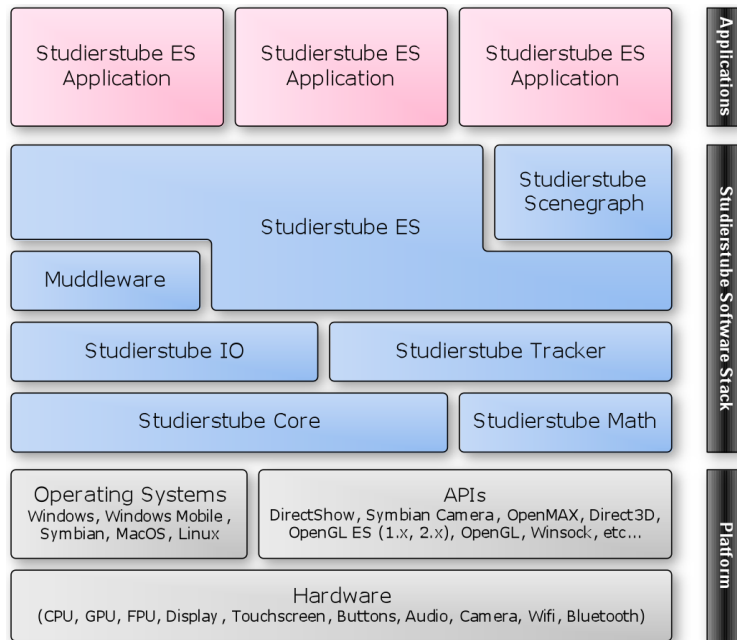 Studierstube ES
Application
Studierstube ES
Application
Studierstube ES
Application
Applications
Studierstube ES
Studierstube
Scenegraph
Muddleware
Studierstube IO
Studierstube Tracker
Studierstube Core
Studierstube Math
Studierstube Software Stack
Operating Systems
Windows, Windows Mobile,
Symbian, MacOS, Linux
APIs
DirectShow, Symbian Camera, OpenMAX, Direct3D,
OpenGL ES (1.x, 2.x), OpenGL, Winsock, etc...
Hardware
(CPU, GPU, FPU, Display, Touchscreen, Buttons, Audio, Camera, Wifi, Bluetooth)
Platform